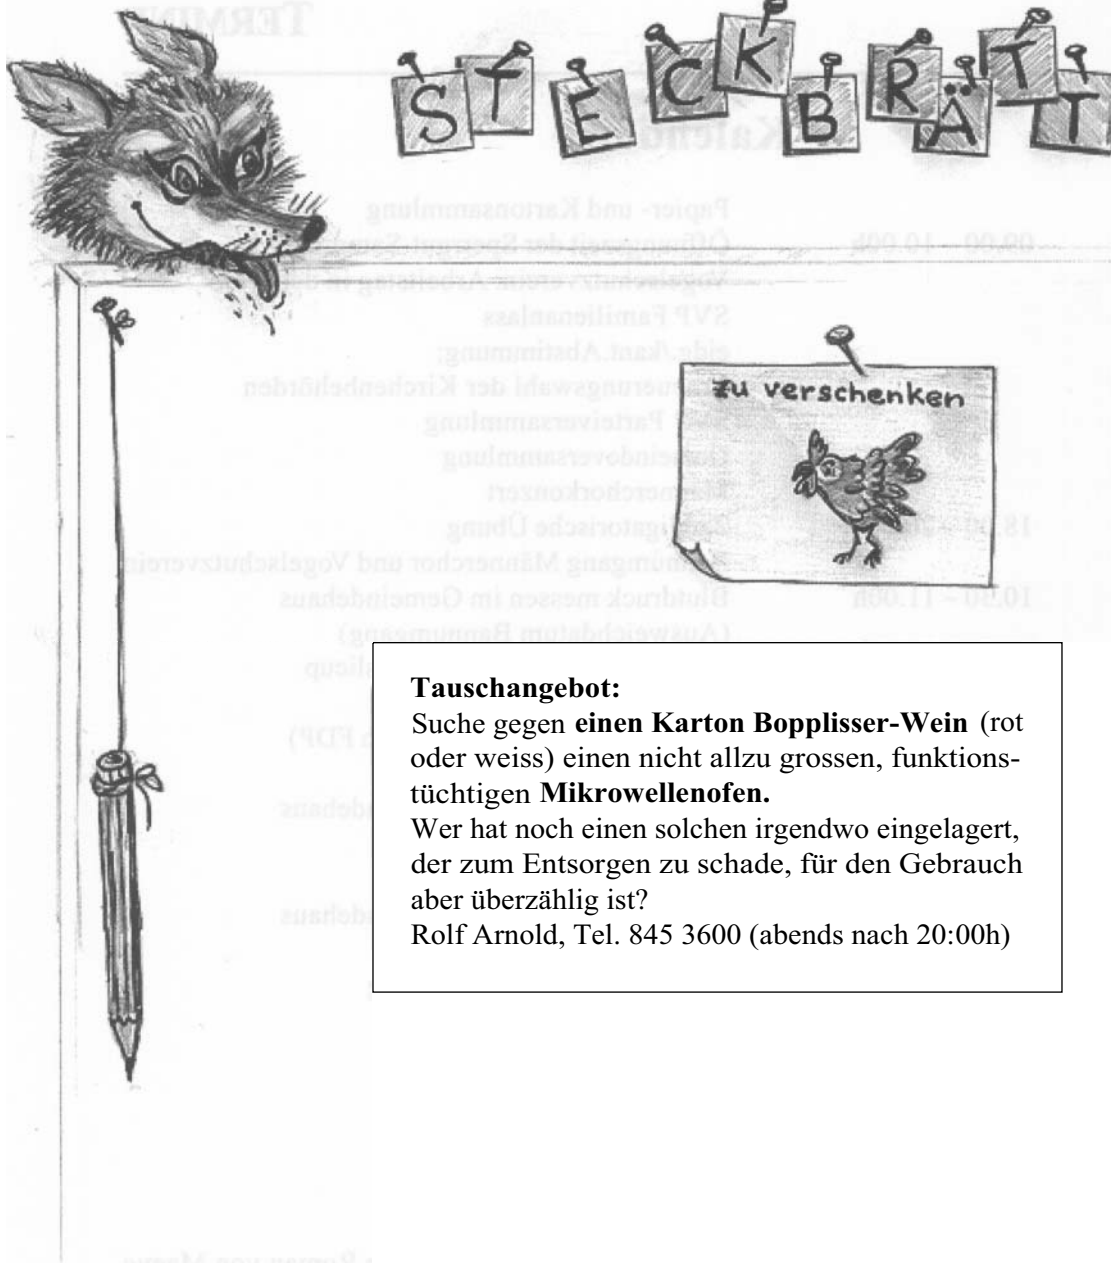 STECKBRÄTT
zu verschenken
Tauschangebot:
Suche gegen einen Karton Bopplisser-Wein (rot
oder weiss) einen nicht allzu grossen, funktions-
tüchtigen Mikrowellenofen.
Wer hat noch einen solchen irgendwo eingelagert,
der zum Entsorgen zu schade, für den Gebrauch
aber überzählig ist?
Rolf Arnold, Tel. 845 3600 (abends nach 20:00h)